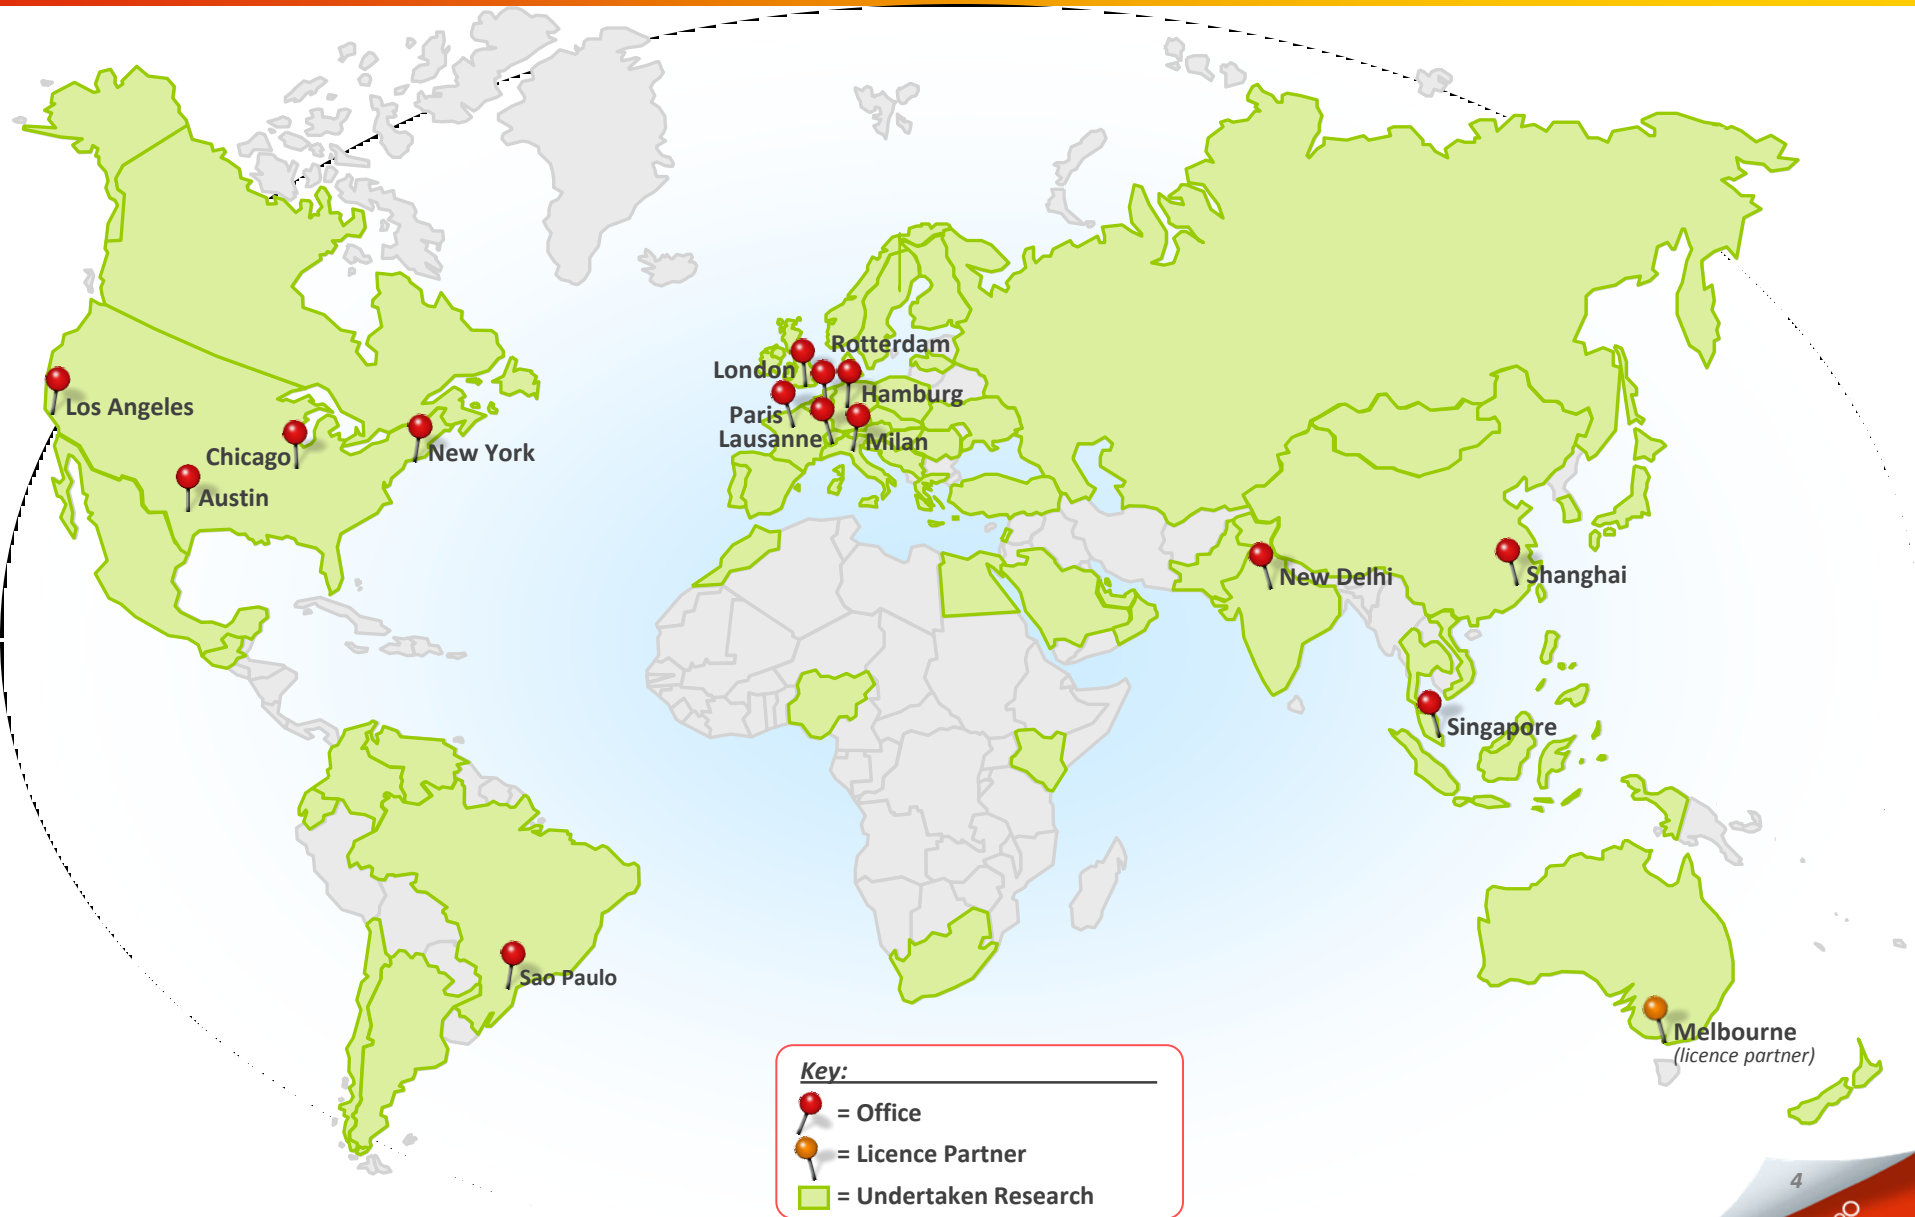 Rotterdam
London
Hamburg
Paris
Lausanne
Milan
Los Angeles
Chicago
New York
Austin
New Delhi
Shanghai
Singapore
Sao Paulo
Melbourne
(licence partner)
Key:
= Office
= Licence Partner
= Undertaken Research
4